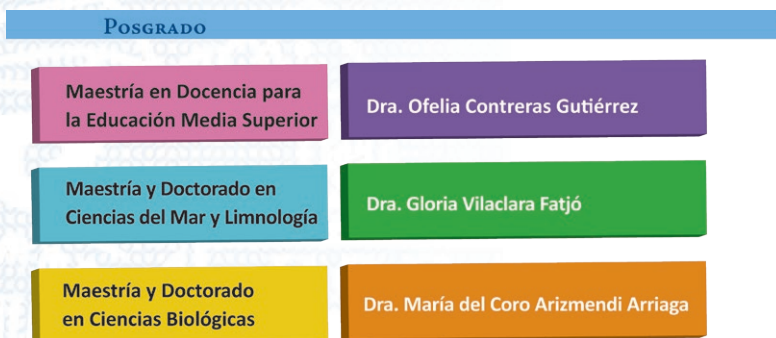 Posgrado
Maestría en Docencia para
la Educación Media Superior
Dra. Ofelia Contreras Gutiérrez
Maestría y Doctorado en
Ciencias del Mar y Limnología
Dra. Gloria Vilaclara Fatjó
Maestría y Doctorado
en Ciencias Biológicas
Dra. María del Coro Arizmendi Arriaga